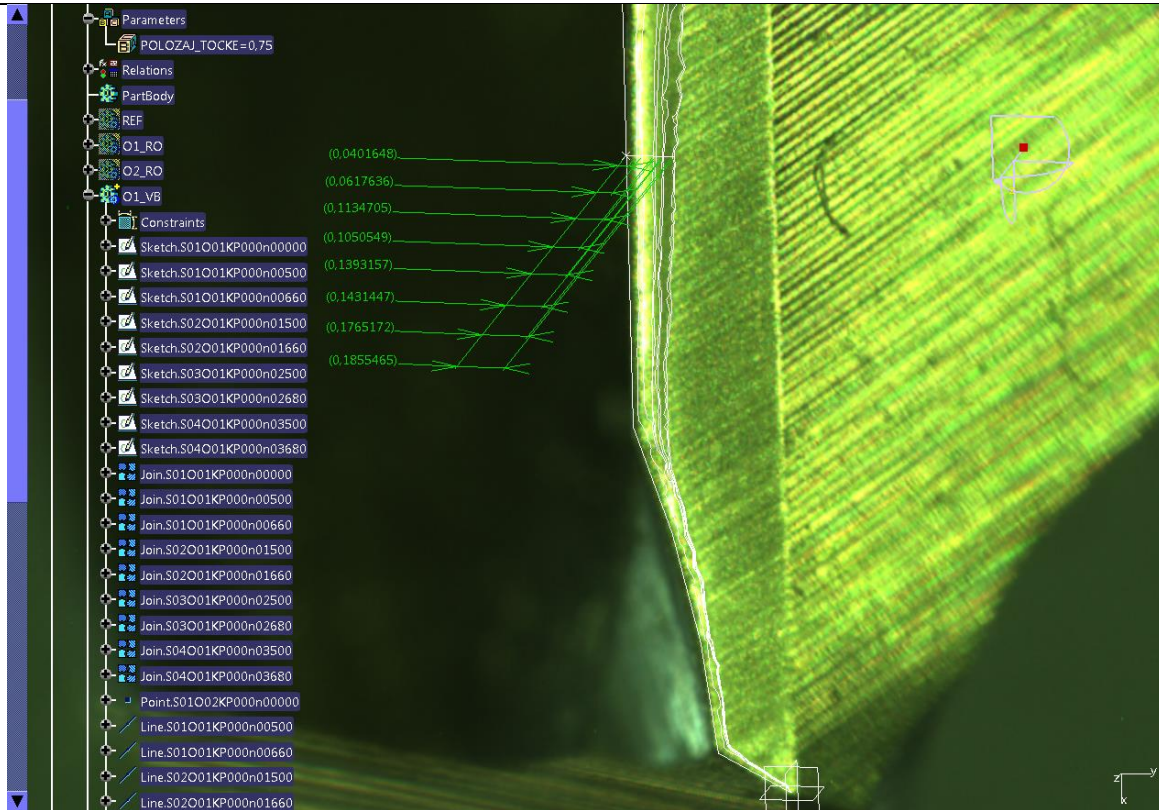 Parameters
POLOZAJ_TOCKE=0,75
Relations
PartBody
REF
O1_RO
O2_RO
O1_VB
Constraints
Sketch.S01O01KP000n00000
Sketch.S01O01KP000n00500
Sketch.S01O01KP000n00660
Sketch.S02O01KP000n01500
Sketch.S02O01KP000n01660
Sketch.S03O01KP000n02500
Sketch.S03O01KP000n02680
Sketch.S04O01KP000n03500
Sketch.S04O01KP000n03680
Join.S01O01KP000n00000
Join.S01O01KP000n00500
Join.S01O01KP000n00660
Join.S02O01KP000n01500
Join.S02O01KP000n01660
Join.S03O01KP000n02500
Join.S03O01KP000n02680
Join.S04O01KP000n03500
Join.S04O01KP000n03680
Point.S01O02KP000n00000
Line.S01O01KP000n00500
Line.S01O01KP000n00660
Line.S02O01KP000n01500
Line.S02O01KP000n01660
(0,0401648)
(0,0617636)
(0,1134705)
(0,1050549)
(0,1393157)
(0,1431447)
(0,1765172)
(0,1855465)
z y
x